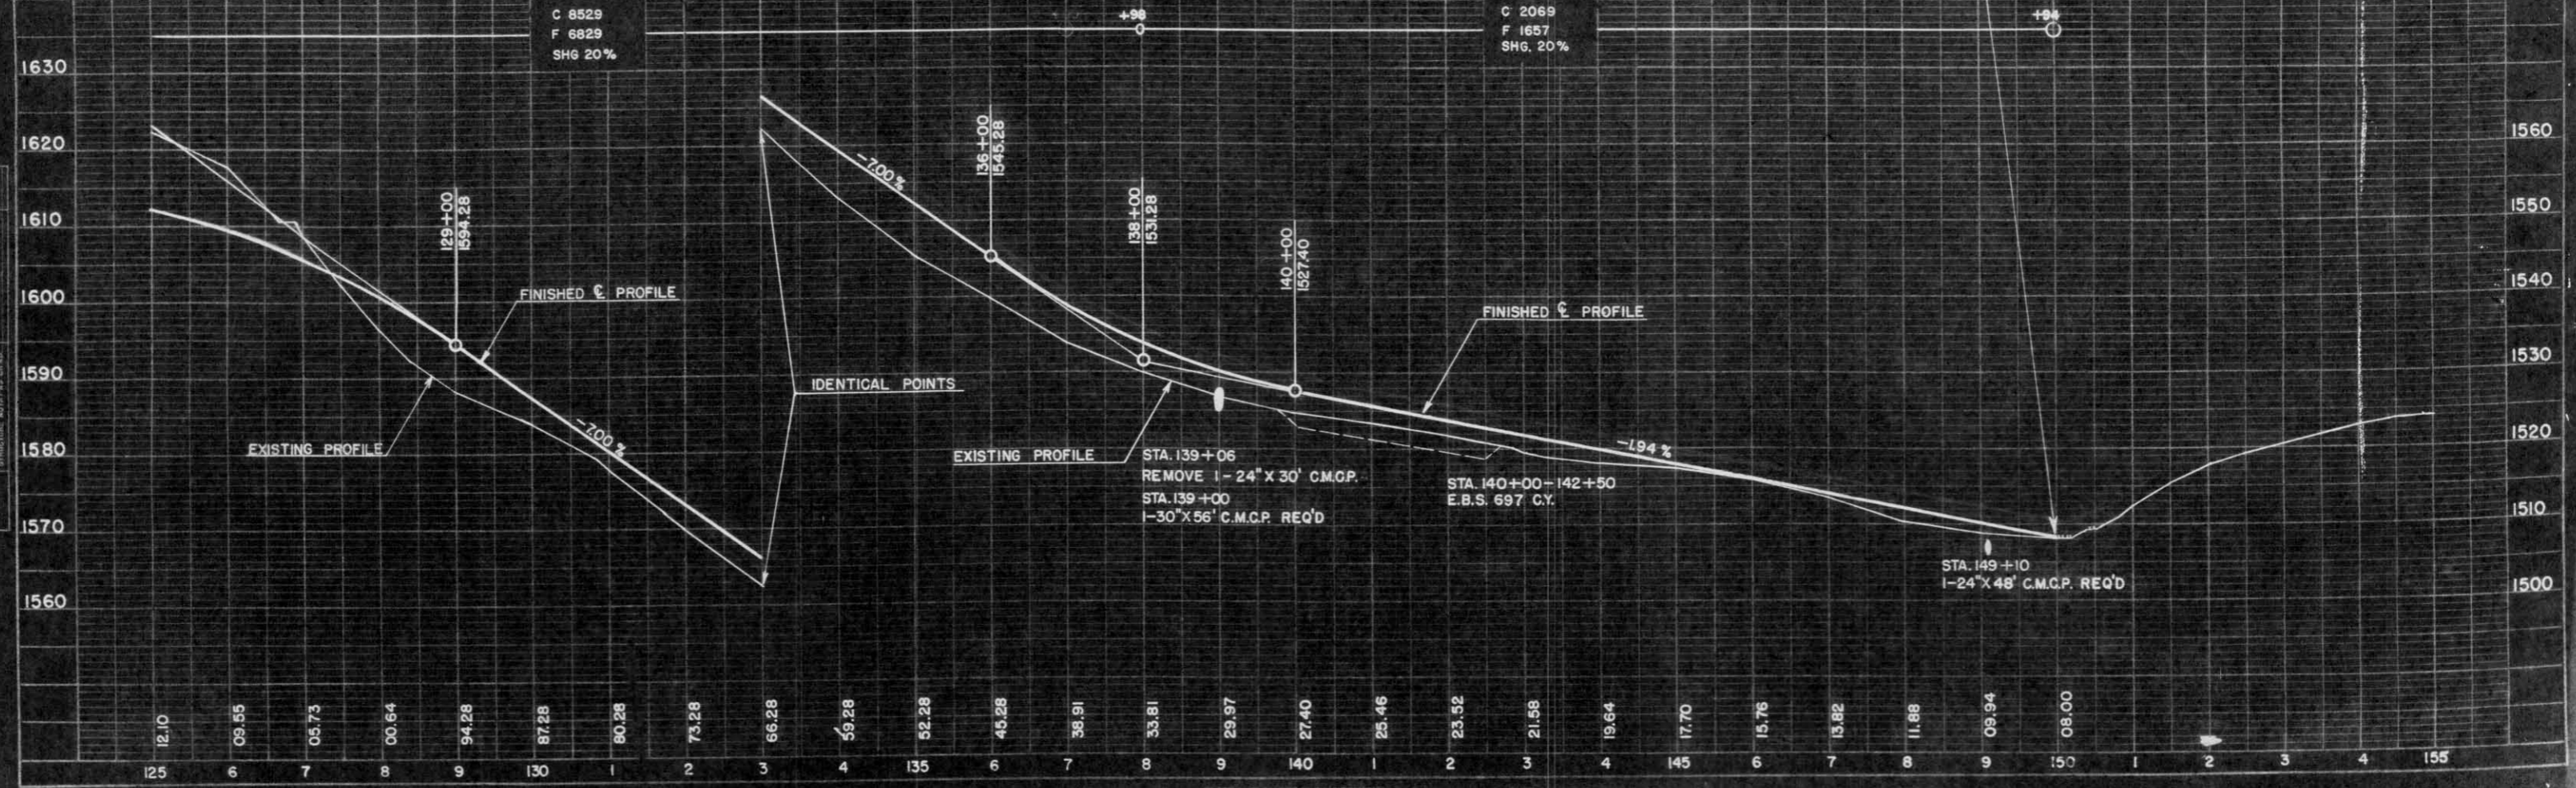 C 8529
F 6829
SHG 20%
+98
C 2069
F 1657
SHG. 20%
+94
1630
1620
1610
1600
1590
1580
1570
1560
1560
1550
1540
1530
1520
1510
1500
129+00
1594.28
FINISHED ℄ PROFILE
EXISTING PROFILE
-7.00 %
IDENTICAL POINTS
-7.00 %
136+00
1545.28
138+00
1531.28
140+00
1527.40
FINISHED ℄ PROFILE
EXISTING PROFILE
STA. 139+06
REMOVE 1-24"X 30' C.M.C.P.
STA. 139+00
1-30"X56' C.M.C.P. REQ'D
STA. 140+00-142+50
E.B.S. 697 C.Y.
-1.94 %
STA. 149+10
1-24"X 48' C.M.C.P. REQ'D
12.10 09.55 05.73 00.64 94.28 87.28 80.28 73.28 66.28 59.28 52.28 45.28 38.91 33.81 29.97 27.40 25.46 23.52 21.58 19.64 17.70 15.76 13.82 11.88 09.94 08.00
125 6 7 8 9 130 1 2 3 4 135 6 7 8 9 140 1 2 3 4 145 6 7 8 9 150 1 2 3 4 155